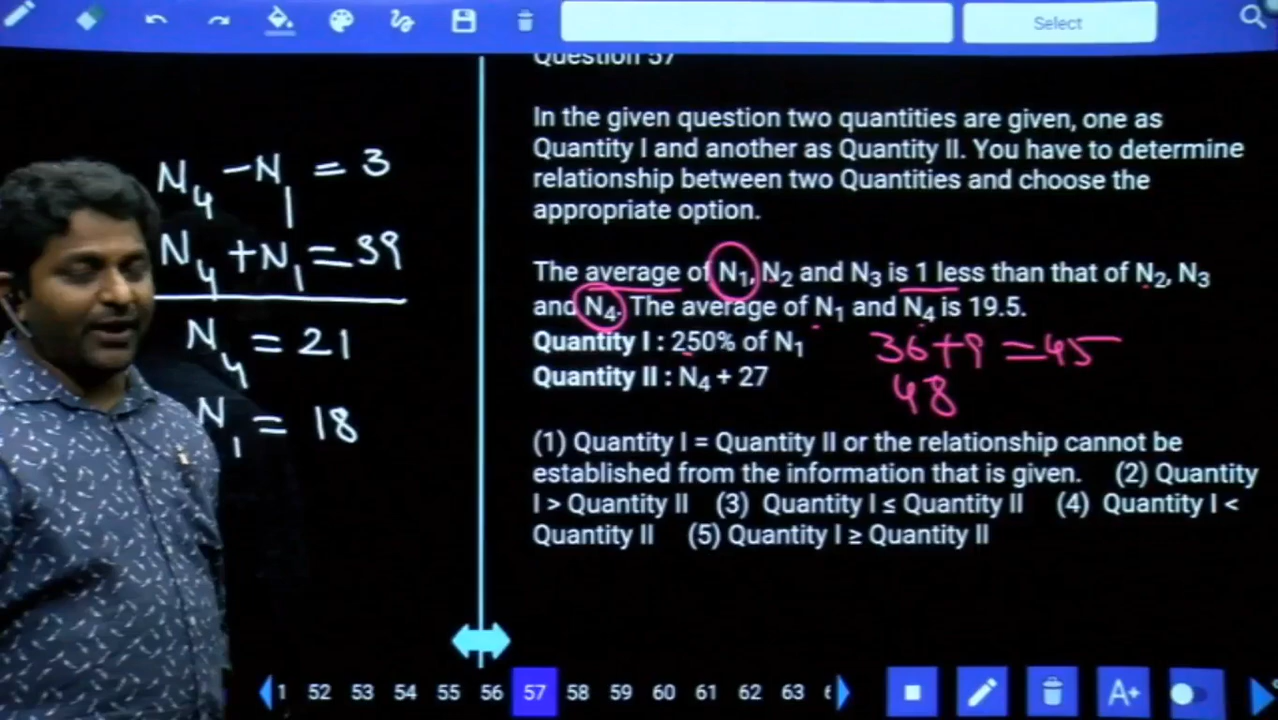 Select
Question 57
In the given question two quantities are given, one as
Quantity I and another as Quantity II. You have to determine
relationship between two Quantities and choose the
appropriate option.
The average of N₁, N₂ and N₃ is 1 less than that of N₂, N₃
and N₄. The average of N₁ and N₄ is 19.5.
Quantity I : 250% of N₁
Quantity II : N₄ + 27
36+9 = 45
48
(1) Quantity I = Quantity II or the relationship cannot be
established from the information that is given. (2) Quantity
I > Quantity II (3) Quantity I ≤ Quantity II (4) Quantity I <
Quantity II (5) Quantity I ≥ Quantity II
N₄ - N₁ = 3
N₄ + N₁ = 39
N₄ = 21
N₁ = 18
1 52 53 54 55 56 57 58 59 60 61 62 63
A+